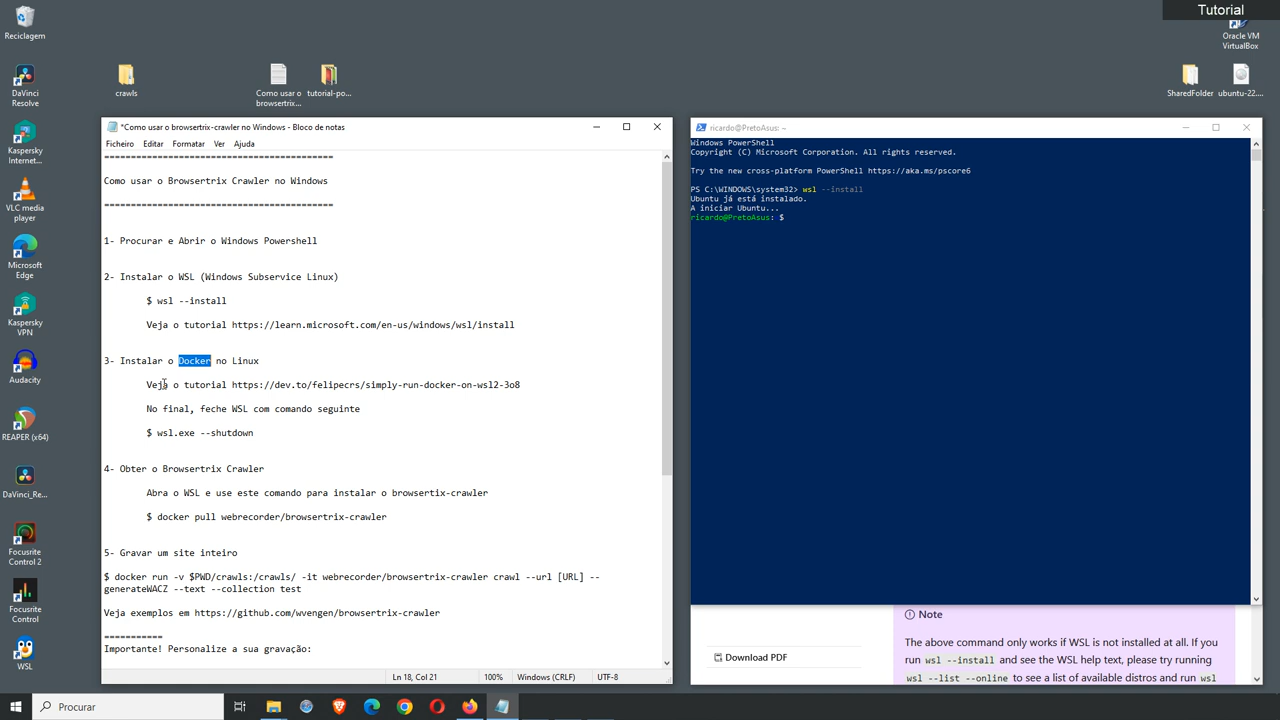 Tutorial
Reciclagem
Oracle VM
VirtualBox
DaVinci
Resolve
crawls
Como usar o
browsertrix...
tutorial-po...
SharedFolder
ubuntu-22....
Kaspersky
Internet...
VLC media
player
Microsoft
Edge
Kaspersky
VPN
Audacity
REAPER (x64)
DaVinci_Re...
Focusrite
Control 2
Focusrite
Control
WSL
*Como usar o browsertrix-crawler no Windows - Bloco de notas
Ficheiro Editar Formatar Ver Ajuda
===========================================
Como usar o Browsertrix Crawler no Windows
===========================================
1- Procurar e Abrir o Windows Powershell
2- Instalar o WSL (Windows Subservice Linux)
$ wsl --install
Veja o tutorial https://learn.microsoft.com/en-us/windows/wsl/install
3- Instalar o Docker no Linux
Veja o tutorial https://dev.to/felipecrs/simply-run-docker-on-wsl2-3o8
No final, feche WSL com comando seguinte
$ wsl.exe --shutdown
4- Obter o Browsertrix Crawler
Abra o WSL e use este comando para instalar o browsertix-crawler
$ docker pull webrecorder/browsertrix-crawler
5- Gravar um site inteiro
$ docker run -v $PWD/crawls:/crawls/ -it webrecorder/browsertrix-crawler crawl --url [URL] --
generateWACZ --text --collection test
Veja exemplos em https://github.com/wvengen/browsertrix-crawler
===========
Importante! Personalize a sua gravação:
Ln 18, Col 21 100% Windows (CRLF) UTF-8
ricardo@PretoAsus: ~
Windows PowerShell
Copyright (C) Microsoft Corporation. All rights reserved.
Try the new cross-platform PowerShell https://aka.ms/pscore6
PS C:\WINDOWS\system32> wsl --install
Ubuntu já está instalado.
A iniciar Ubuntu...
ricardo@PretoAsus: $
Download PDF
Note
The above command only works if WSL is not installed at all. If you
run wsl --install and see the WSL help text, please try running
wsl --list --online to see a list of available distros and run wsl
Procurar